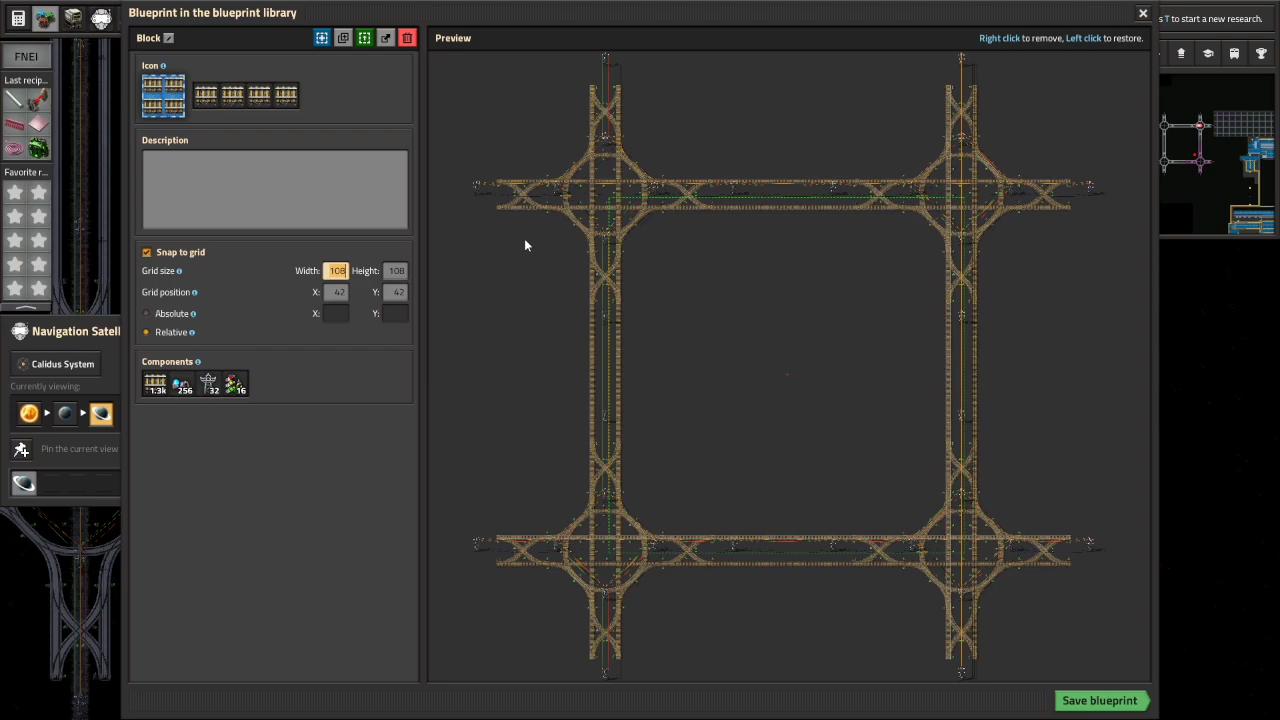 Blueprint in the blueprint library
s T to start a new research.
Block
Preview
Right click to remove, Left click to restore.
FNEI
Icon
Last recip...
Description
Favorite r...
Snap to grid
Grid size
Width: 108 Height: 108
Grid position
X: 42 Y: 42
Absolute
X: Y:
Relative
Navigation Satell
Components
Calidus System
1.3k 256 32 16
Currently viewing:
Pin the current view
Save blueprint